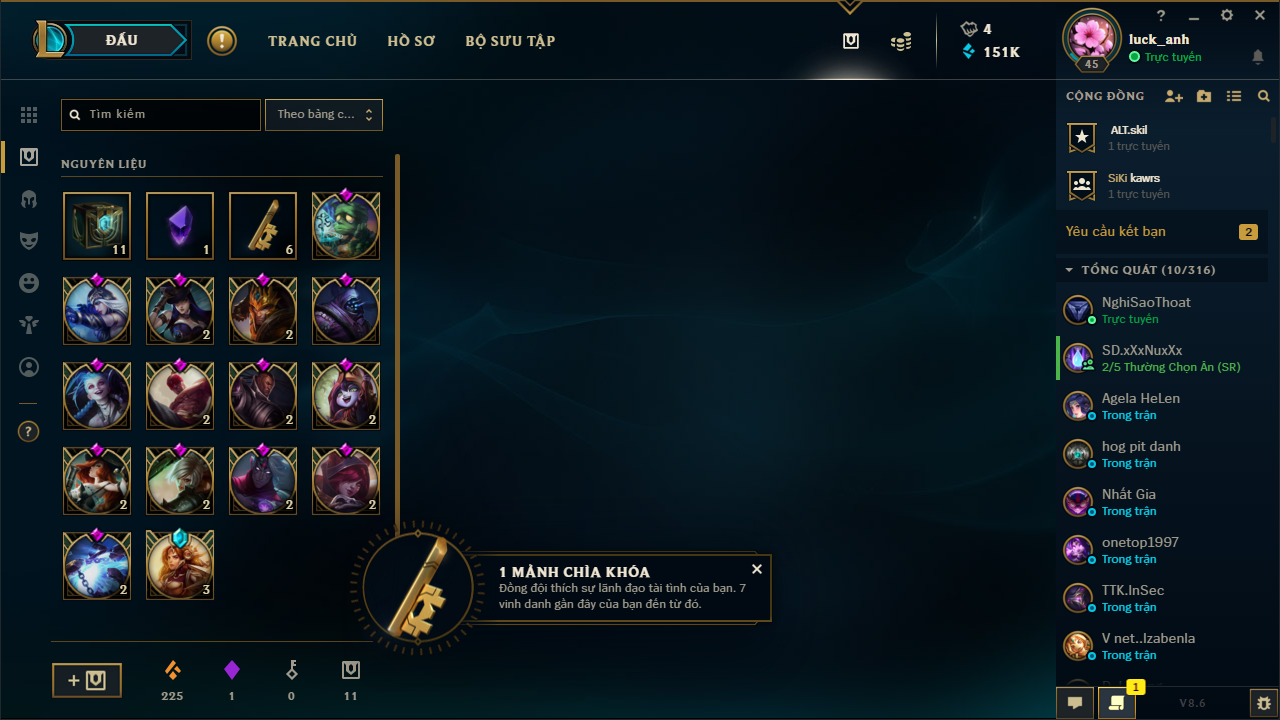 ĐẤU
TRANG CHỦ
HỒ SƠ
BỘ SƯU TẬP
4
151K
45
luck_anh
Trực tuyến
Tìm kiếm
Theo bảng c...
NGUYÊN LIỆU
11
1
6
2
2
2
2
2
2
2
2
2
2
3
1 MẢNH CHÌA KHÓA
Đồng đội thích sự lãnh đạo tài tình của bạn. 7
vinh danh gần đây của bạn đến từ đó.
225
1
0
11
CỘNG ĐỒNG
ALT.skil
1 trực tuyến
SiKi kawrs
1 trực tuyến
Yêu cầu kết bạn
2
TỔNG QUÁT (10/316)
NghiSaoThoat
Trực tuyến
SD.xXxNuxXx
2/5 Thường Chọn Ẩn (SR)
Agela HeLen
Trong trận
hog pit danh
Trong trận
Nhất Gia
Trong trận
onetop1997
Trong trận
TTK.InSec
Trong trận
V net..Izabenla
Trong trận
1
V8.6